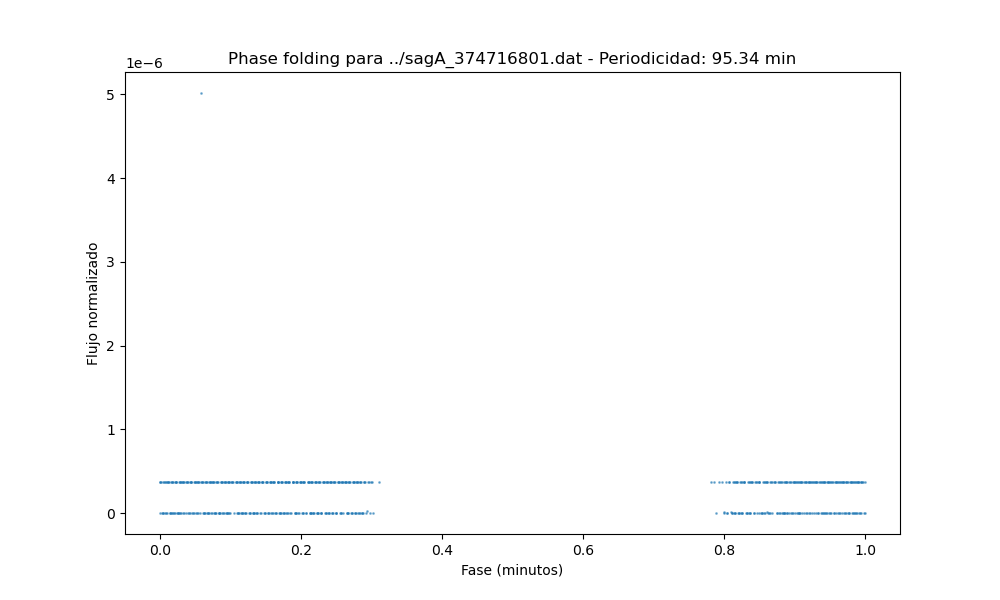 Phase folding para ../sagA_374716801.dat - Periodicidad: 95.34 min
1e−6
5
4
3
2
1
0
Flujo normalizado
0.0 0.2 0.4 0.6 0.8 1.0
Fase (minutos)